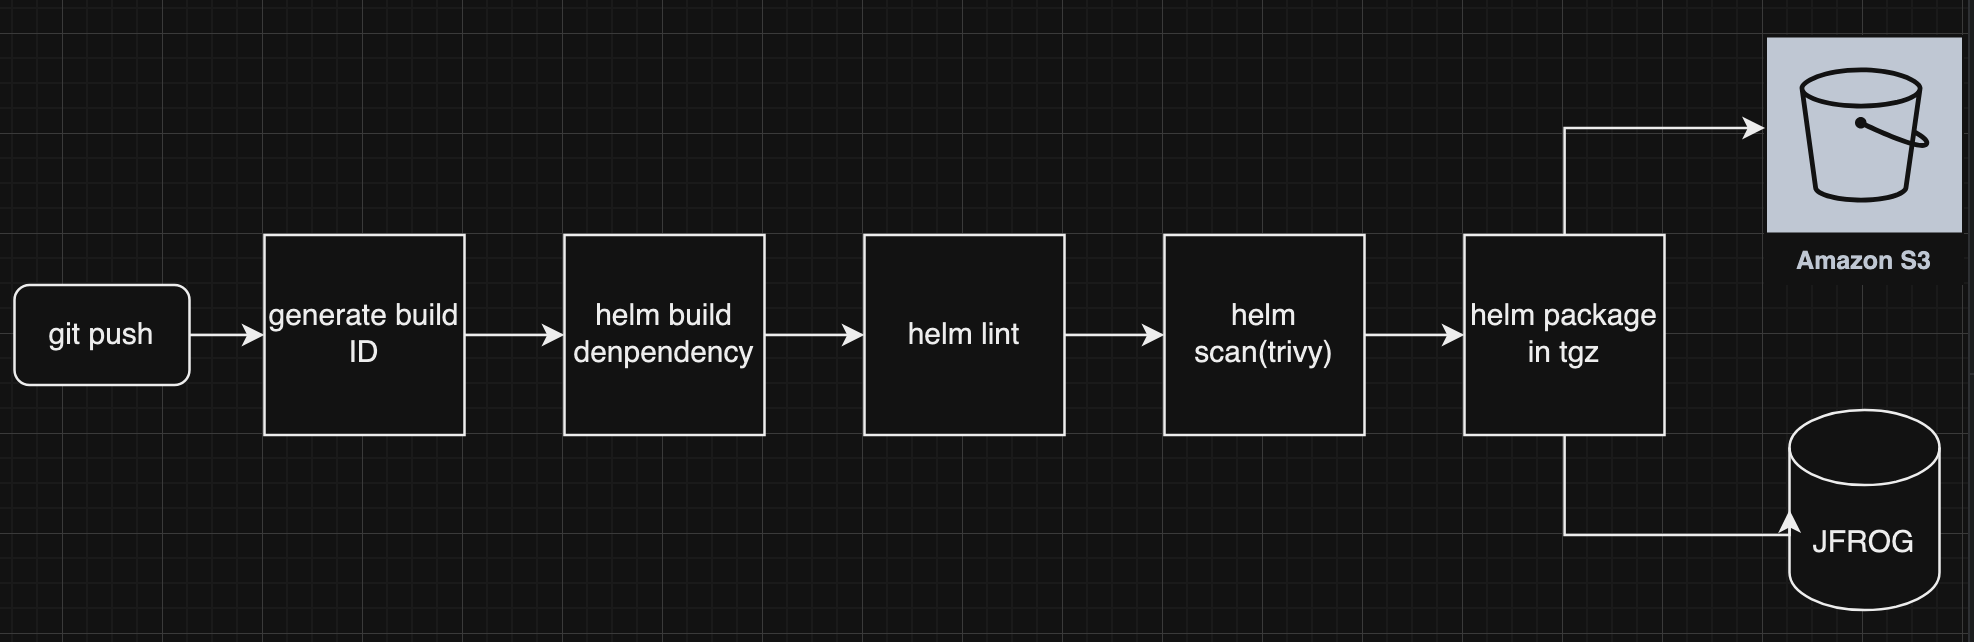 git push
generate build
ID
helm build
denpendency
helm lint
helm
scan(trivy)
helm package
in tgz
Amazon S3
JFROG